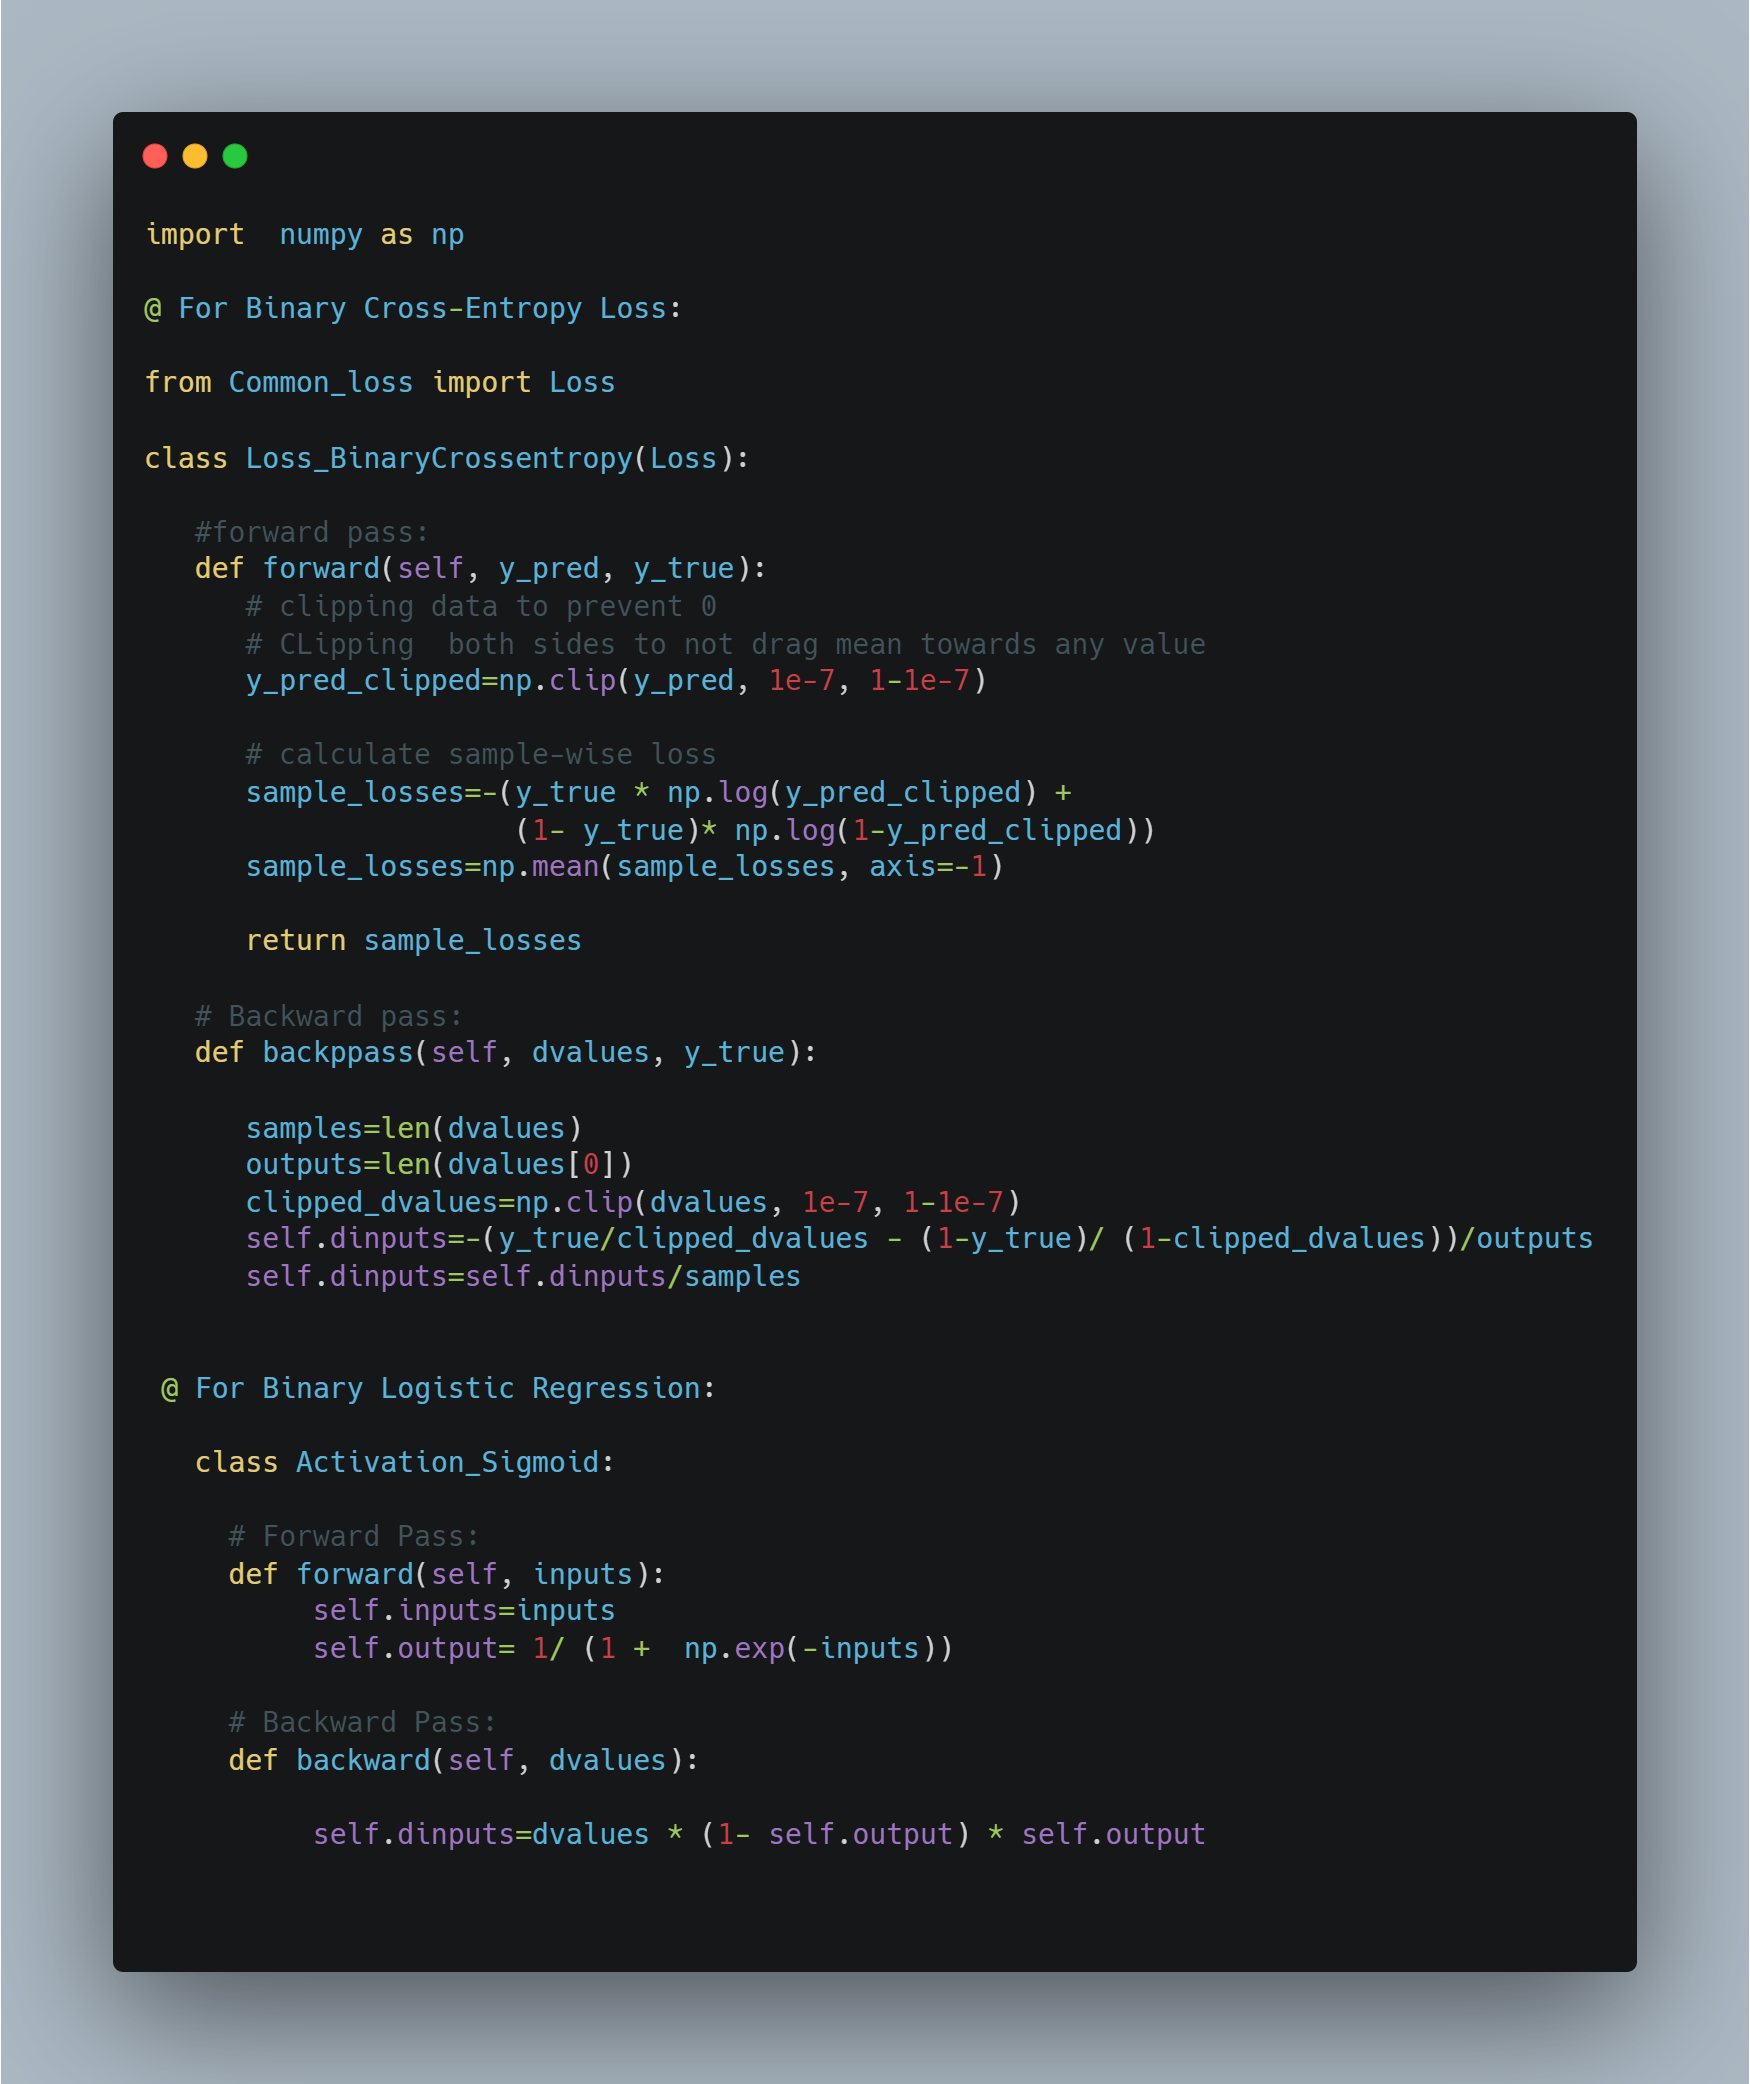 import  numpy as np
@ For Binary Cross-Entropy Loss:
from Common_loss import Loss
class Loss_BinaryCrossentropy(Loss):
#forward pass:
def forward(self, y_pred, y_true):
# clipping data to prevent 0
# CLipping  both sides to not drag mean towards any value
y_pred_clipped=np.clip(y_pred, 1e-7, 1-1e-7)
# calculate sample-wise loss
sample_losses=-(y_true * np.log(y_pred_clipped) +
(1- y_true)* np.log(1-y_pred_clipped))
sample_losses=np.mean(sample_losses, axis=-1)
return sample_losses
# Backward pass:
def backppass(self, dvalues, y_true):
samples=len(dvalues)
outputs=len(dvalues[0])
clipped_dvalues=np.clip(dvalues, 1e-7, 1-1e-7)
self.dinputs=-(y_true/clipped_dvalues - (1-y_true)/ (1-clipped_dvalues))/outputs
self.dinputs=self.dinputs/samples
@ For Binary Logistic Regression:
class Activation_Sigmoid:
# Forward Pass:
def forward(self, inputs):
self.inputs=inputs
self.output= 1/ (1 +  np.exp(-inputs))
# Backward Pass:
def backward(self, dvalues):
self.dinputs=dvalues * (1- self.output) * self.output